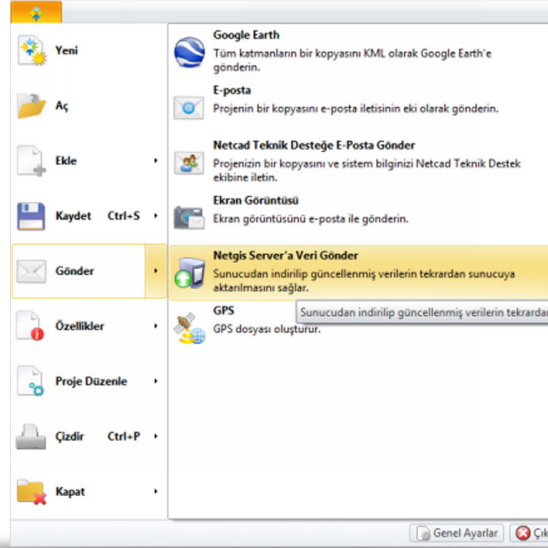 Yeni
Aç
Ekle
Kaydet Ctrl+S
Gönder
Özellikler
Proje Düzenle
Çizdir Ctrl+P
Kapat
Google Earth
Tüm katmanların bir kopyasını KML olarak Google Earth'e
gönderin.
E-posta
Projenin bir kopyasını e-posta iletisinin eki olarak gönderin.
Netcad Teknik Desteğe E-Posta Gönder
Projenizin bir kopyasını ve sistem bilginizi Netcad Teknik Destek
ekibine iletin.
Ekran Görüntüsü
Ekran görüntüsünü e-posta ile gönderin.
Netgis Server'a Veri Gönder
Sunucudan indirilip güncellenmiş verilerin tekrardan sunucuya
aktarılmasını sağlar.
Sunucudan indirilip güncellenmiş verilerin tekrardan
GPS
GPS dosyası oluşturur.
Genel Ayarlar